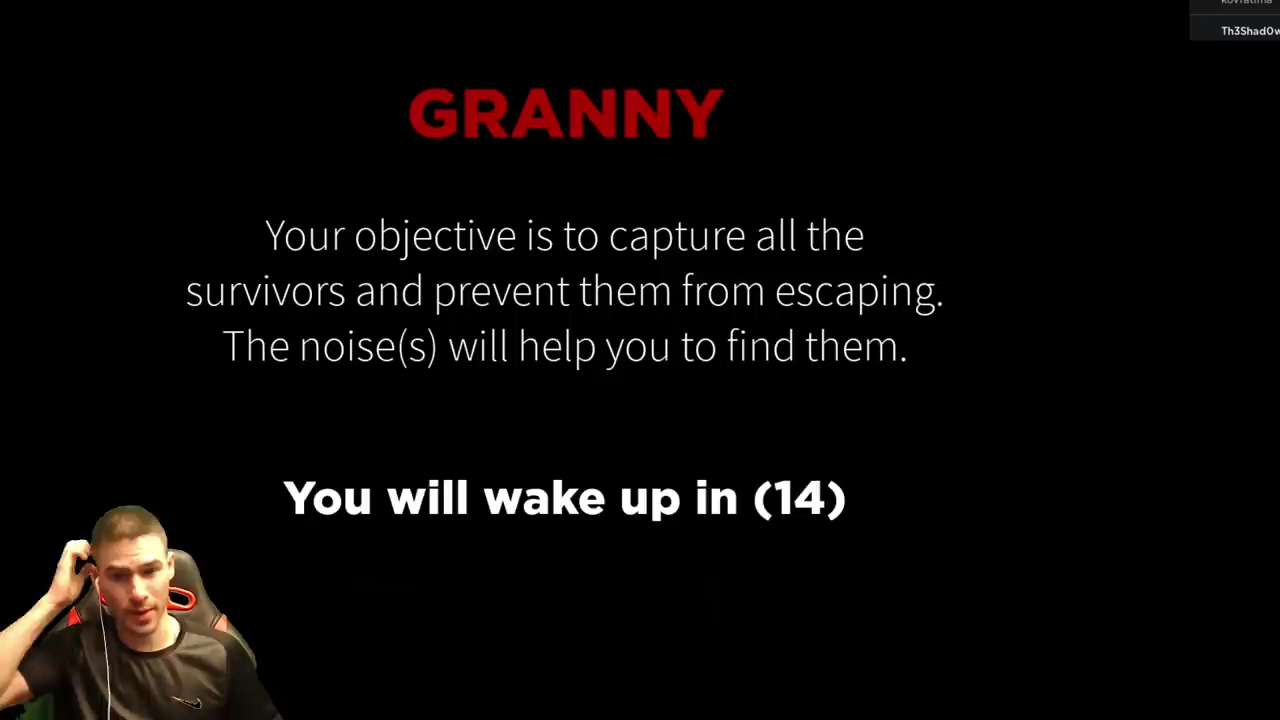 Th3Shad0w
GRANNY
Your objective is to capture all the
survivors and prevent them from escaping.
The noise(s) will help you to find them.
You will wake up in (14)